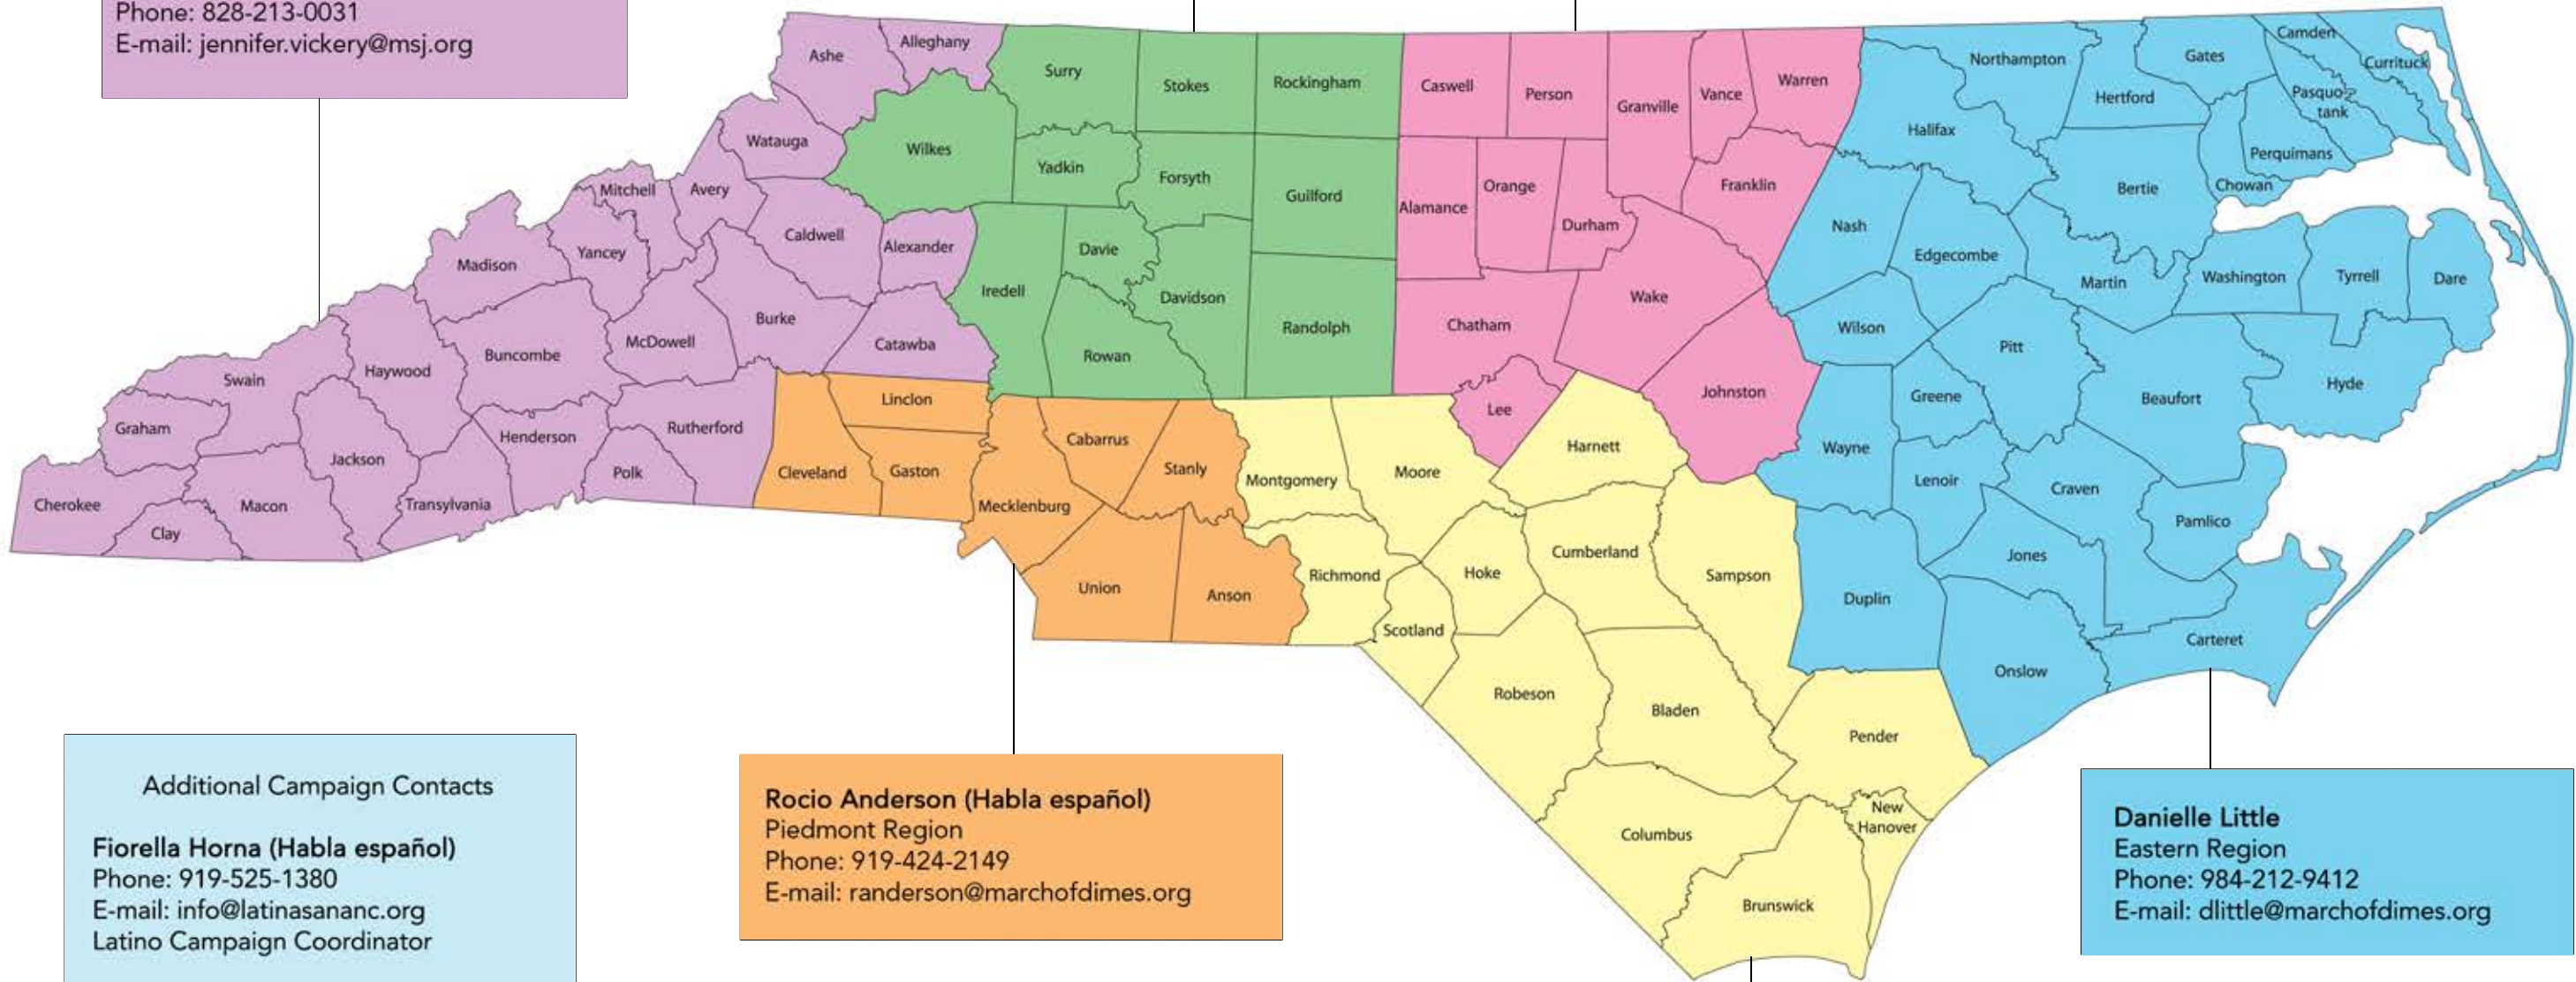 Phone: 828-213-0031
E-mail: jennifer.vickery@msj.org
Ashe
Alleghany
Surry
Stokes
Rockingham
Caswell
Person
Granville
Vance
Warren
Northampton
Gates
Camden
Currituck
Hertford
Pasquo-
tank
Halifax
Perquimans
Chowan
Bertie
Watauga
Wilkes
Yadkin
Forsyth
Guilford
Alamance
Orange
Durham
Franklin
Nash
Edgecombe
Martin
Washington
Tyrrell
Dare
Mitchell
Avery
Yancey
Madison
Caldwell
Alexander
Iredell
Davie
Davidson
Randolph
Chatham
Wake
Wilson
Pitt
Hyde
Beaufort
Greene
Johnston
Lee
Rowan
Catawba
Burke
McDowell
Buncombe
Haywood
Swain
Graham
Cherokee
Clay
Macon
Jackson
Transylvania
Henderson
Polk
Rutherford
Cleveland
Linclon
Gaston
Mecklenburg
Cabarrus
Stanly
Union
Anson
Montgomery
Moore
Harnett
Richmond
Scotland
Hoke
Cumberland
Sampson
Wayne
Lenoir
Craven
Pamlico
Jones
Duplin
Onslow
Carteret
Robeson
Bladen
Pender
New
Hanover
Columbus
Brunswick
Additional Campaign Contacts
Fiorella Horna (Habla español)
Phone: 919-525-1380
E-mail: info@latinasananc.org
Latino Campaign Coordinator
Rocio Anderson (Habla español)
Piedmont Region
Phone: 919-424-2149
E-mail: randerson@marchofdimes.org
Danielle Little
Eastern Region
Phone: 984-212-9412
E-mail: dlittle@marchofdimes.org